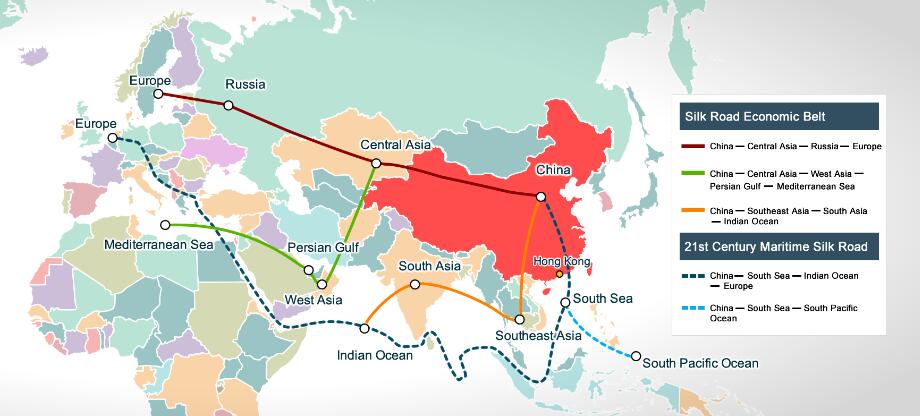 Europe
Russia
Europe
Central Asia
China
Mediterranean Sea
Persian Gulf
South Asia
Hong Kong
West Asia
South Sea
Southeast Asia
Indian Ocean
South Pacific Ocean
Silk Road Economic Belt
China — Central Asia — Russia — Europe
China — Central Asia — West Asia —
Persian Gulf — Mediterranean Sea
China — Southeast Asia — South Asia
— Indian Ocean
21st Century Maritime Silk Road
China— South Sea — Indian Ocean
— Europe
China — South Sea — South Pacific
Ocean